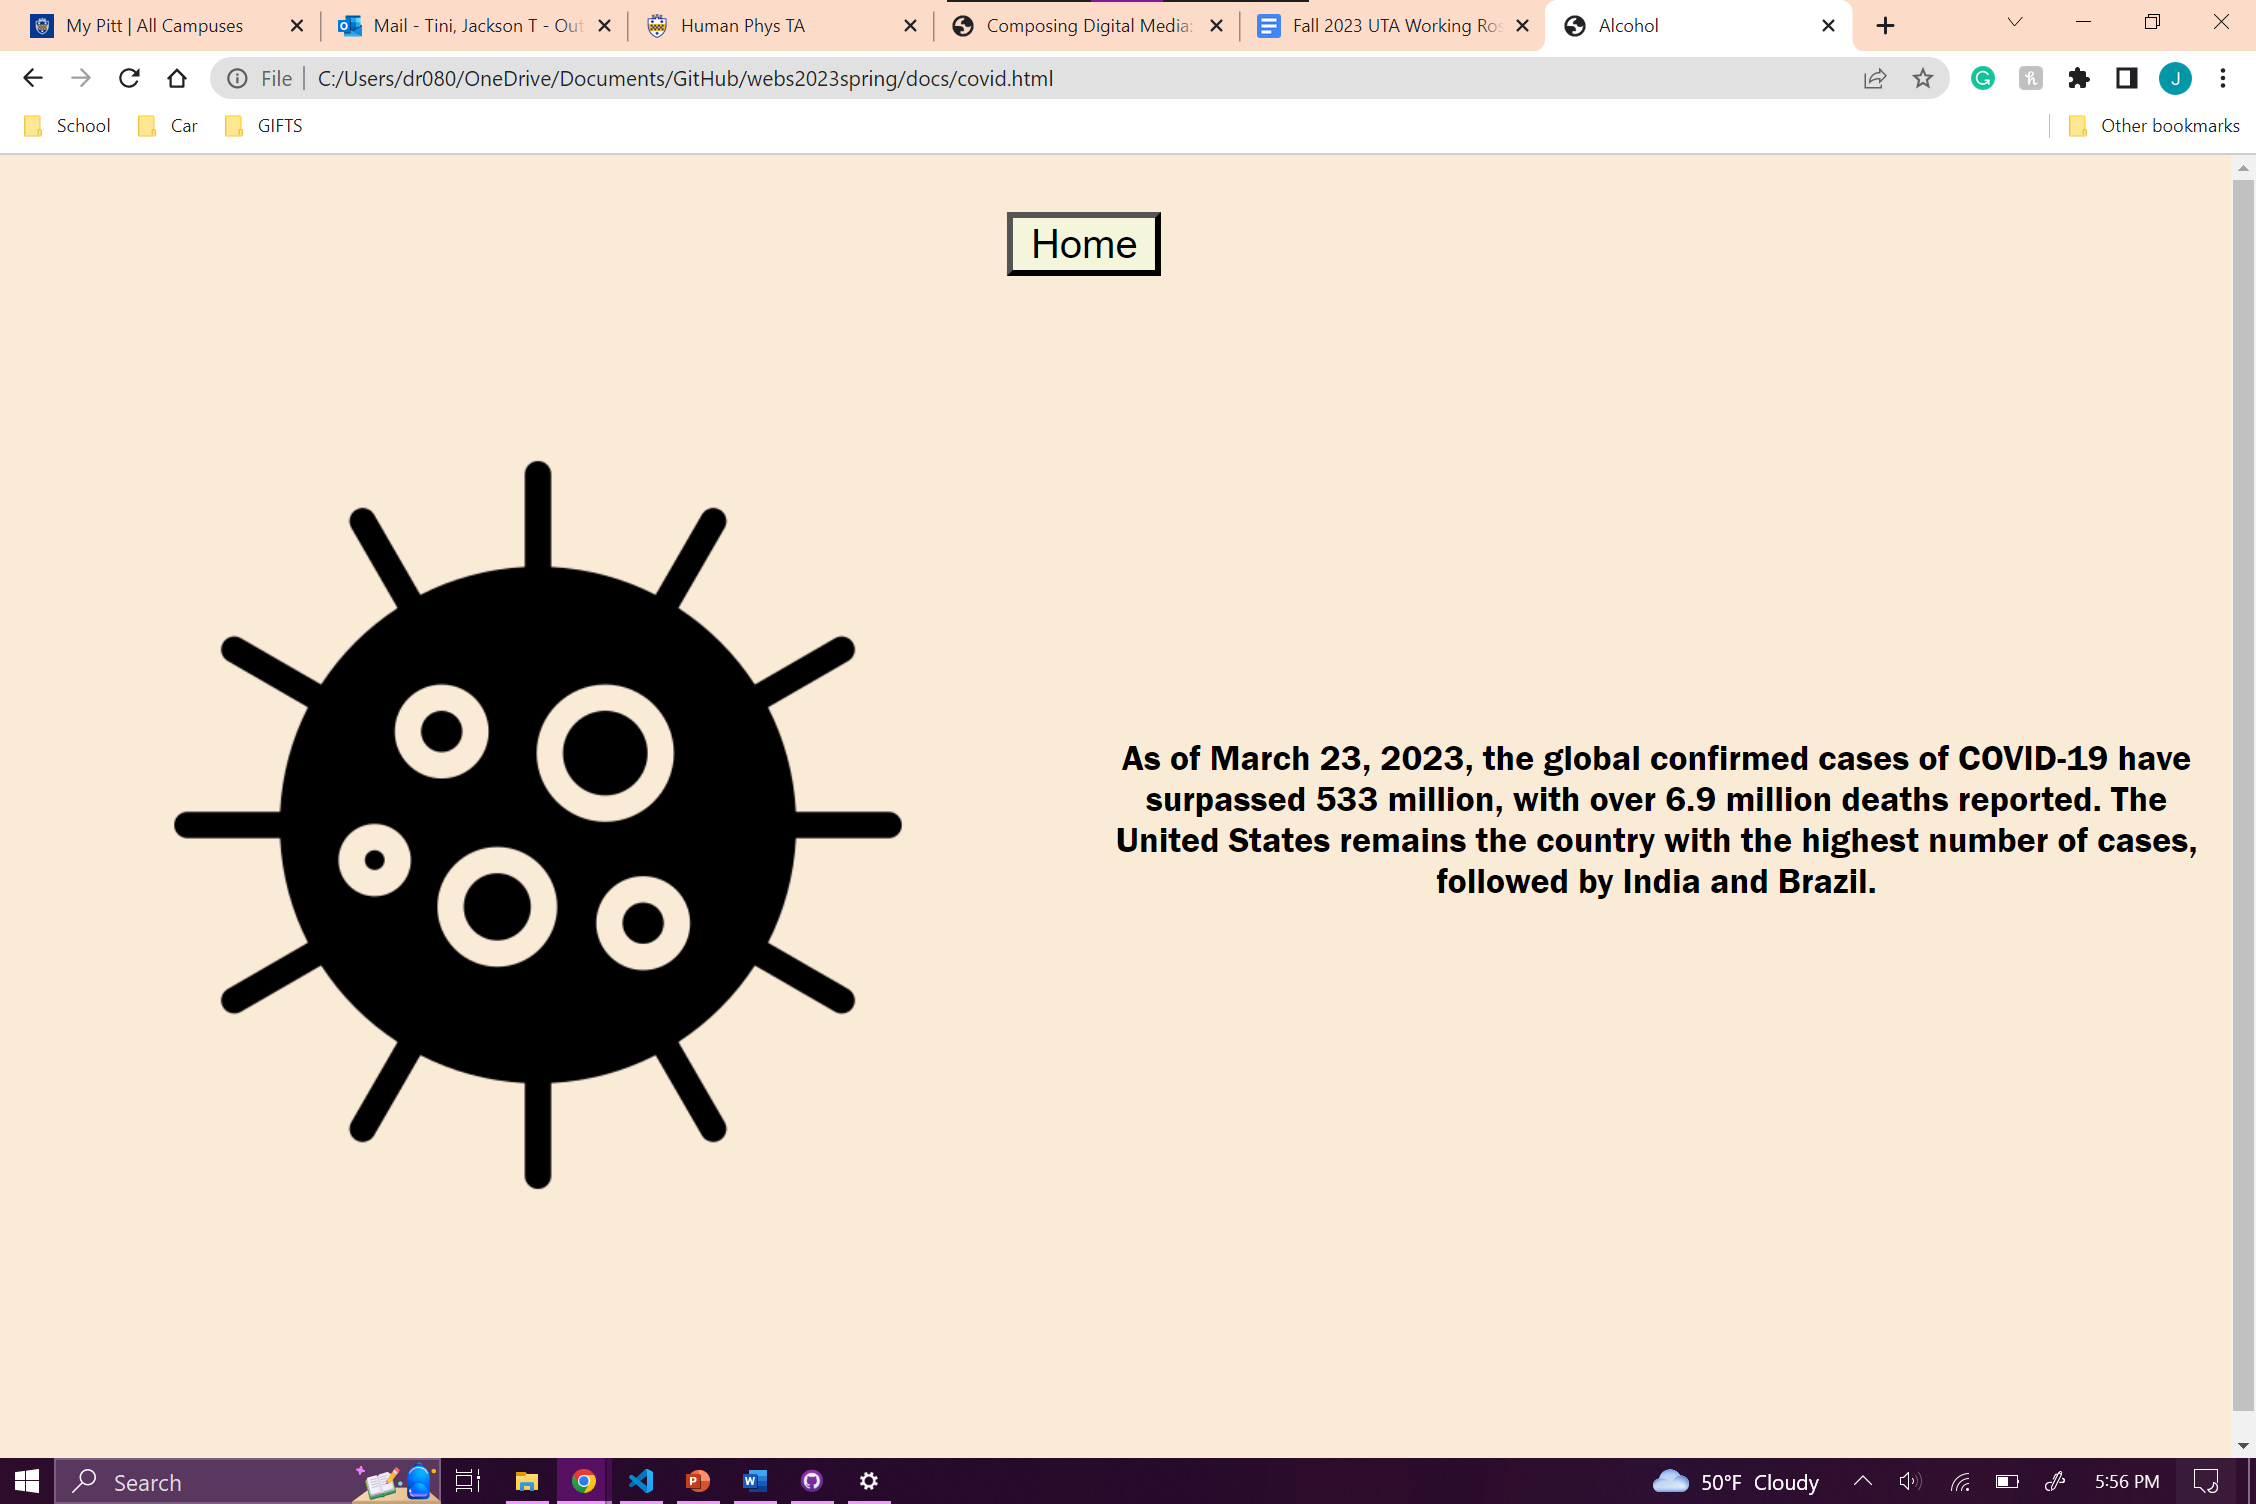 My Pitt | All Campuses
Mail - Tini, Jackson T - Out
Human Phys TA
Composing Digital Media:
Fall 2023 UTA Working Ros
Alcohol
File C:/Users/dr080/OneDrive/Documents/GitHub/webs2023spring/docs/covid.html
J
School Car GIFTS Other bookmarks
Home
As of March 23, 2023, the global confirmed cases of COVID-19 have
surpassed 533 million, with over 6.9 million deaths reported. The
United States remains the country with the highest number of cases,
followed by India and Brazil.
Search 50°F Cloudy 5:56 PM